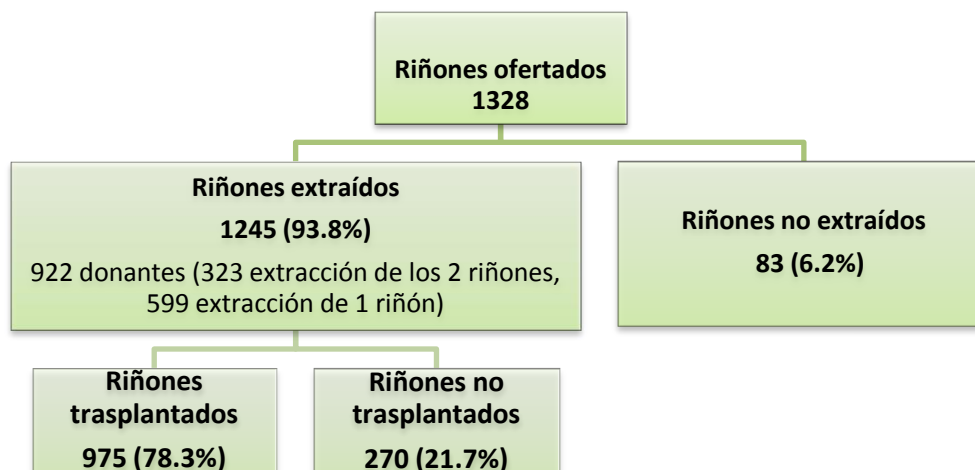 Riñones ofertados
1328
Riñones extraídos
1245 (93.8%)
922 donantes (323 extracción de los 2 riñones,
599 extracción de 1 riñón)
Riñones no extraídos
83 (6.2%)
Riñones
trasplantados
975 (78.3%)
Riñones no
trasplantados
270 (21.7%)